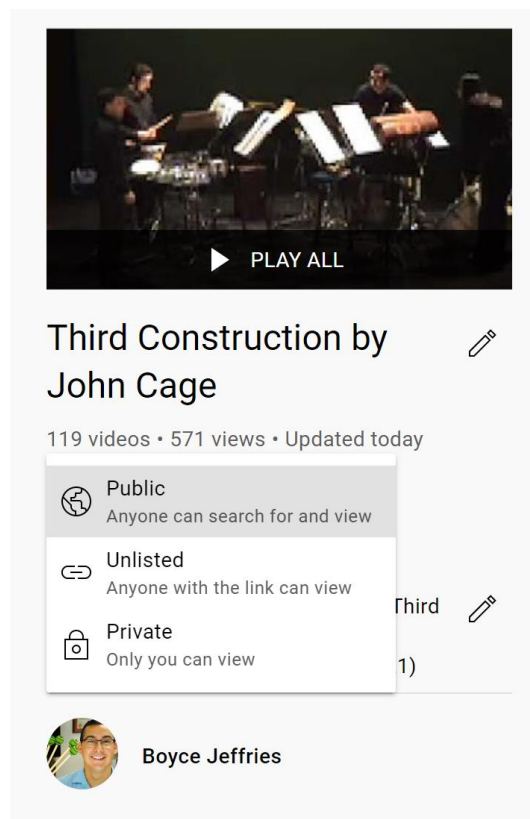 PLAY ALL
Third Construction by
John Cage
119 videos • 571 views • Updated today
Public
Anyone can search for and view
Unlisted
Anyone with the link can view
Third
Private
Only you can view
1)
Boyce Jeffries